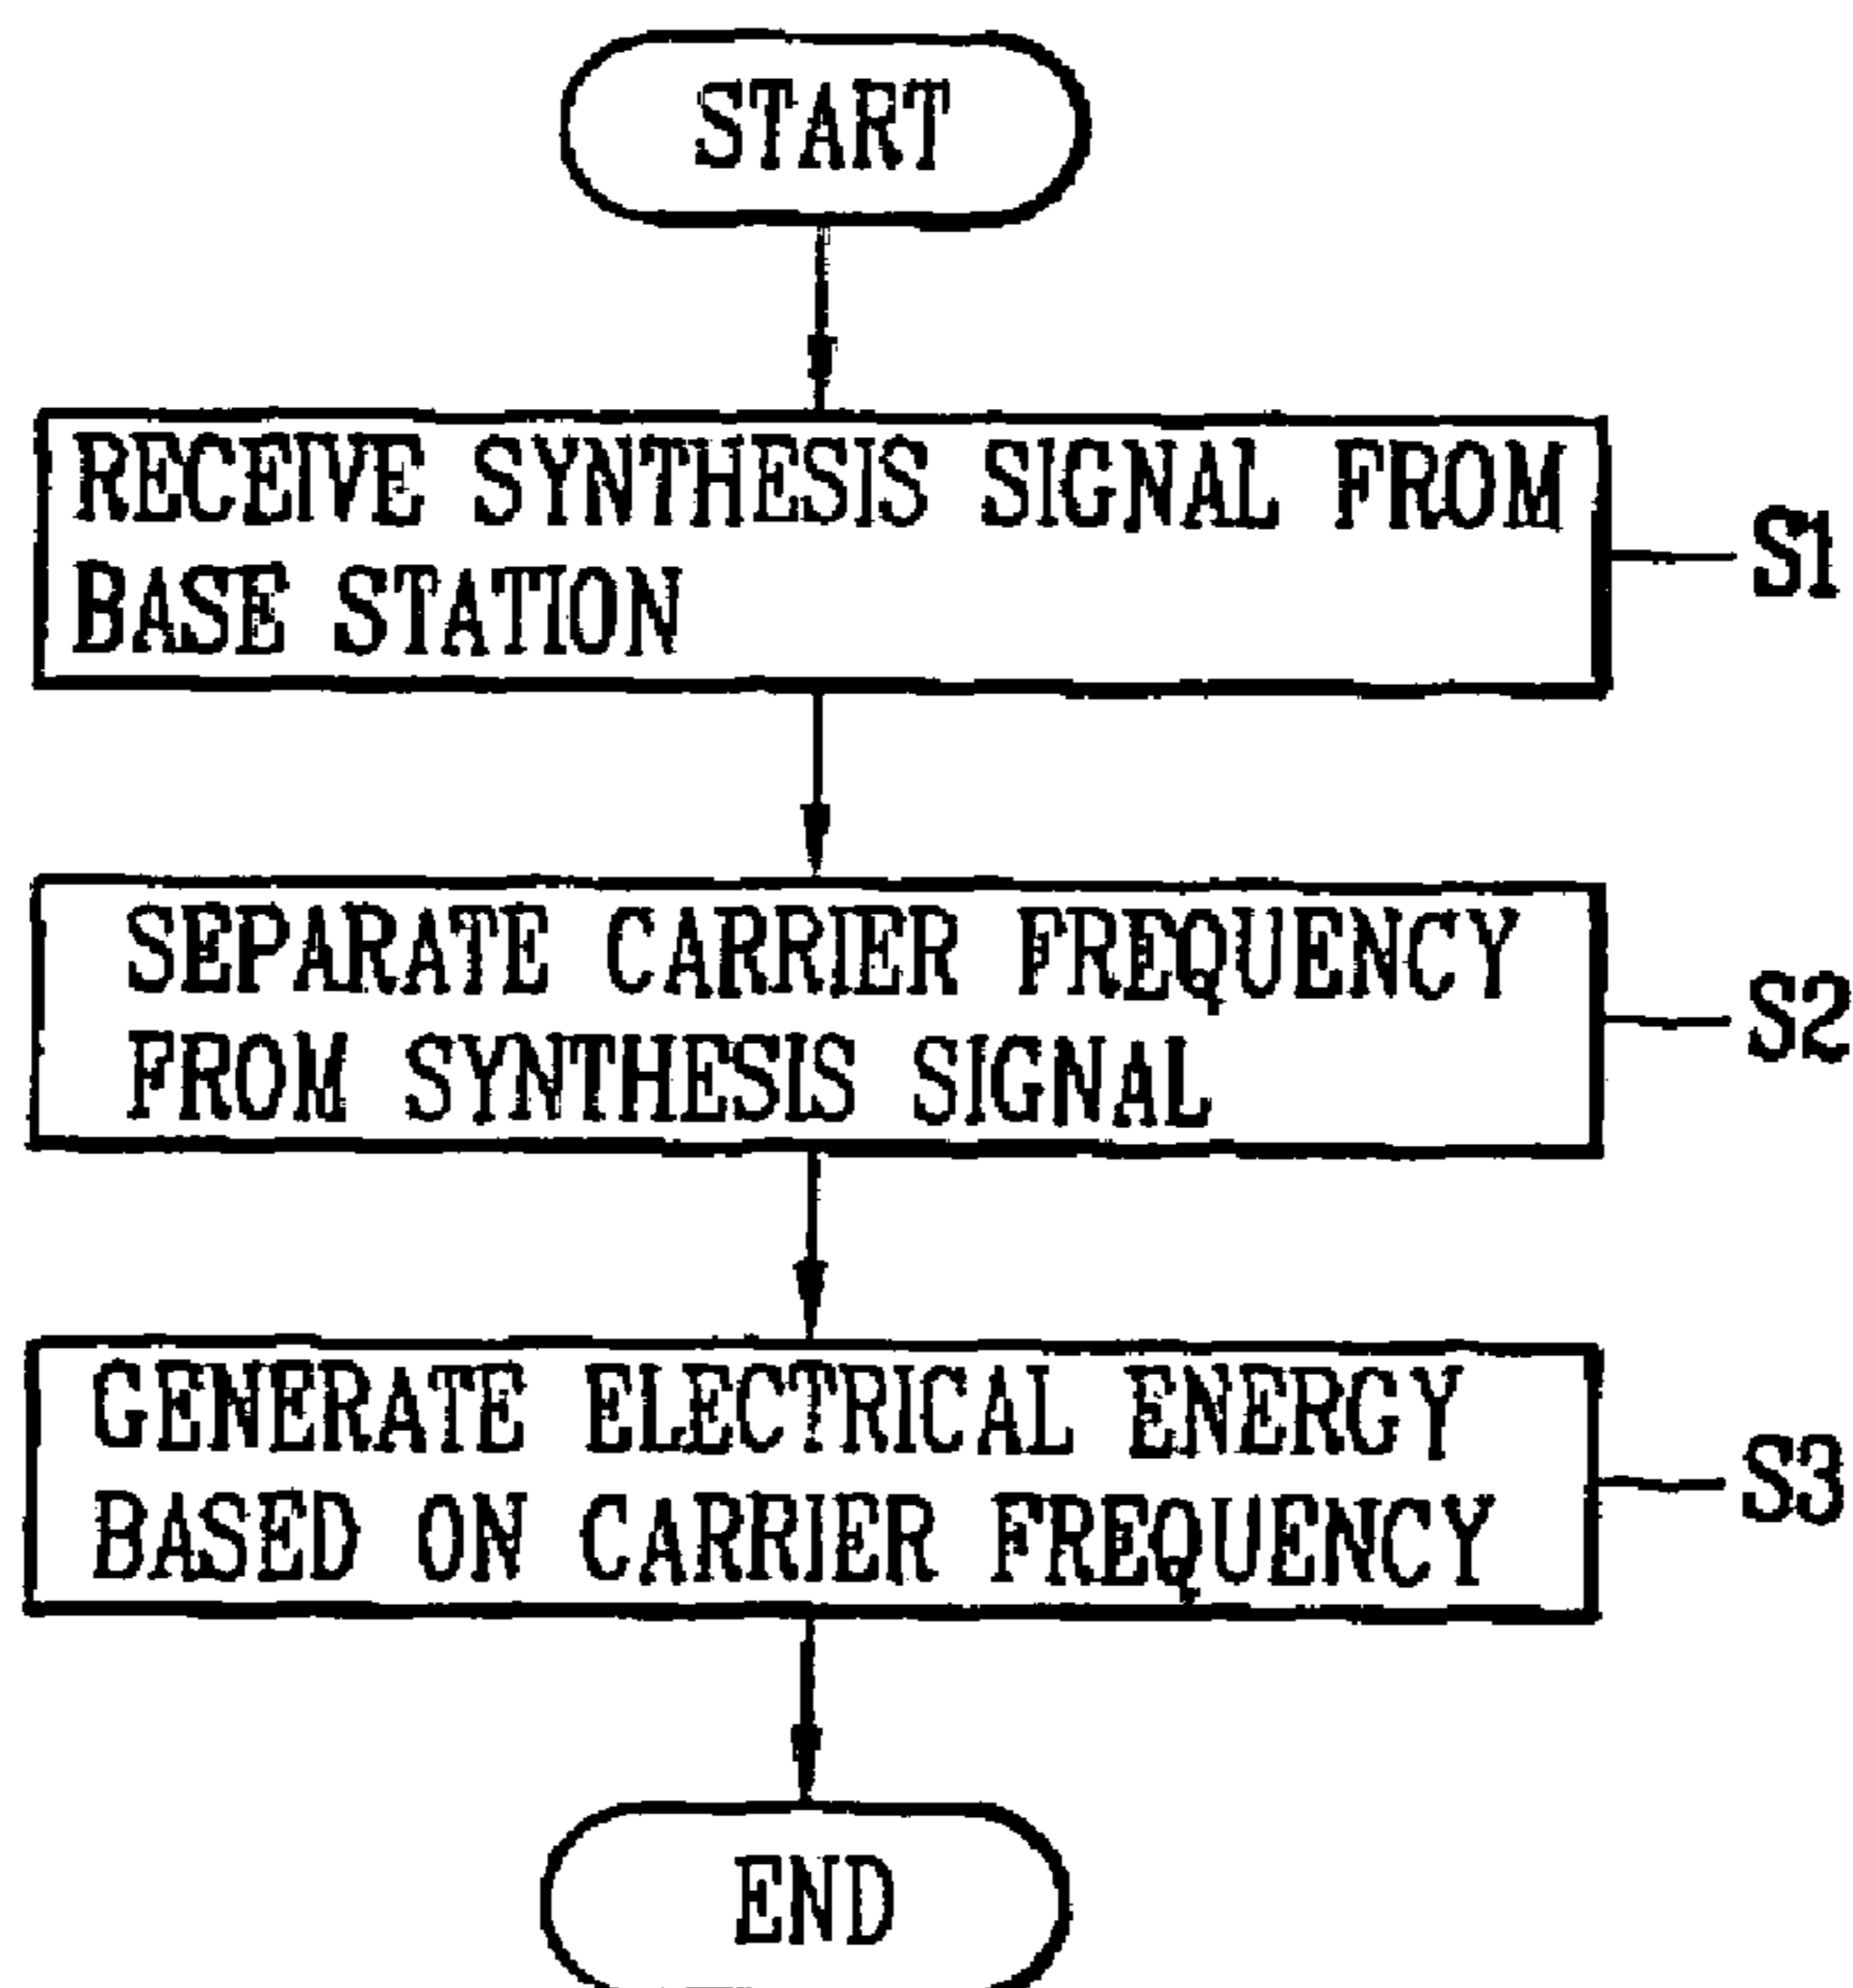 START
RECEIVE SYNTHESIS SIGNAL FROM
BASE STATION
S1
SEPARATE CARRIER FREQUENCY
FROM SYNTHESIS SIGNAL
S2
GENERATE ELECTRICAL ENERGY
BASED ON CARRIER FREQUENCY
S3
END